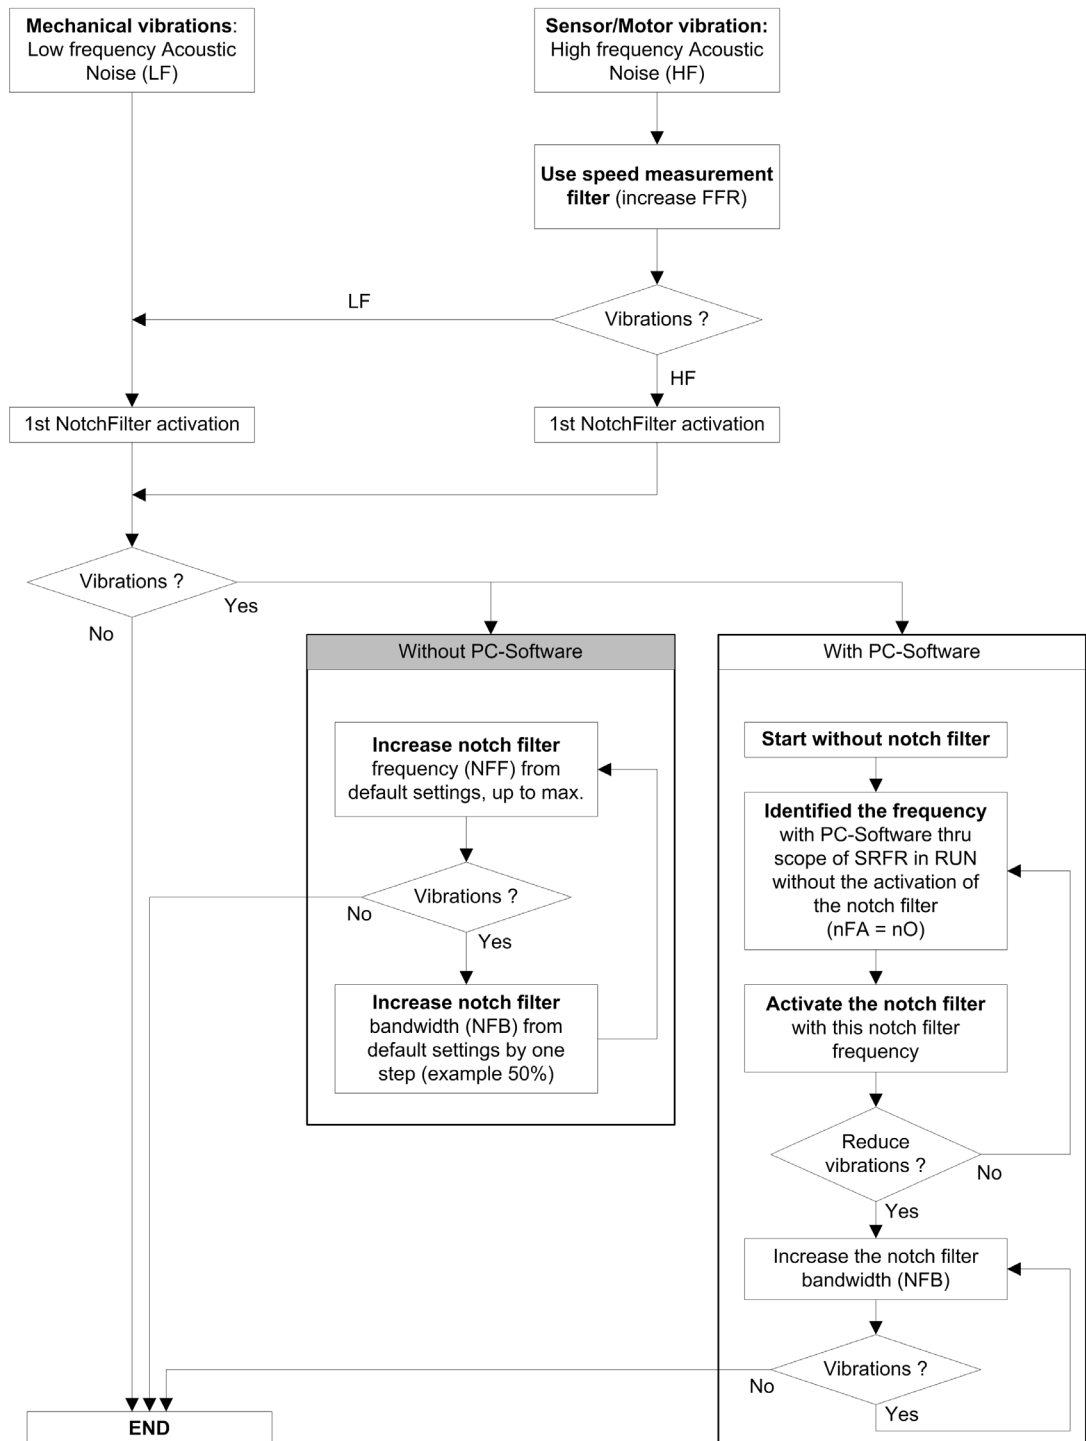 Mechanical vibrations:
Low frequency Acoustic
Noise (LF)
Sensor/Motor vibration:
High frequency Acoustic
Noise (HF)
Use speed measurement
filter (increase FFR)
LF
Vibrations ?
HF
1st NotchFilter activation
1st NotchFilter activation
Vibrations ?
Yes
No
Without PC-Software
Increase notch filter
frequency (NFF) from
default settings, up to max.
Vibrations ?
No
Yes
Increase notch filter
bandwidth (NFB) from
default settings by one
step (example 50%)
With PC-Software
Start without notch filter
Identified the frequency
with PC-Software thru
scope of SRFR in RUN
without the activation of
the notch filter
(nFA = nO)
Activate the notch filter
with this notch filter
frequency
Reduce
vibrations ?
No
Yes
Increase the notch filter
bandwidth (NFB)
Vibrations ?
No
Yes
END